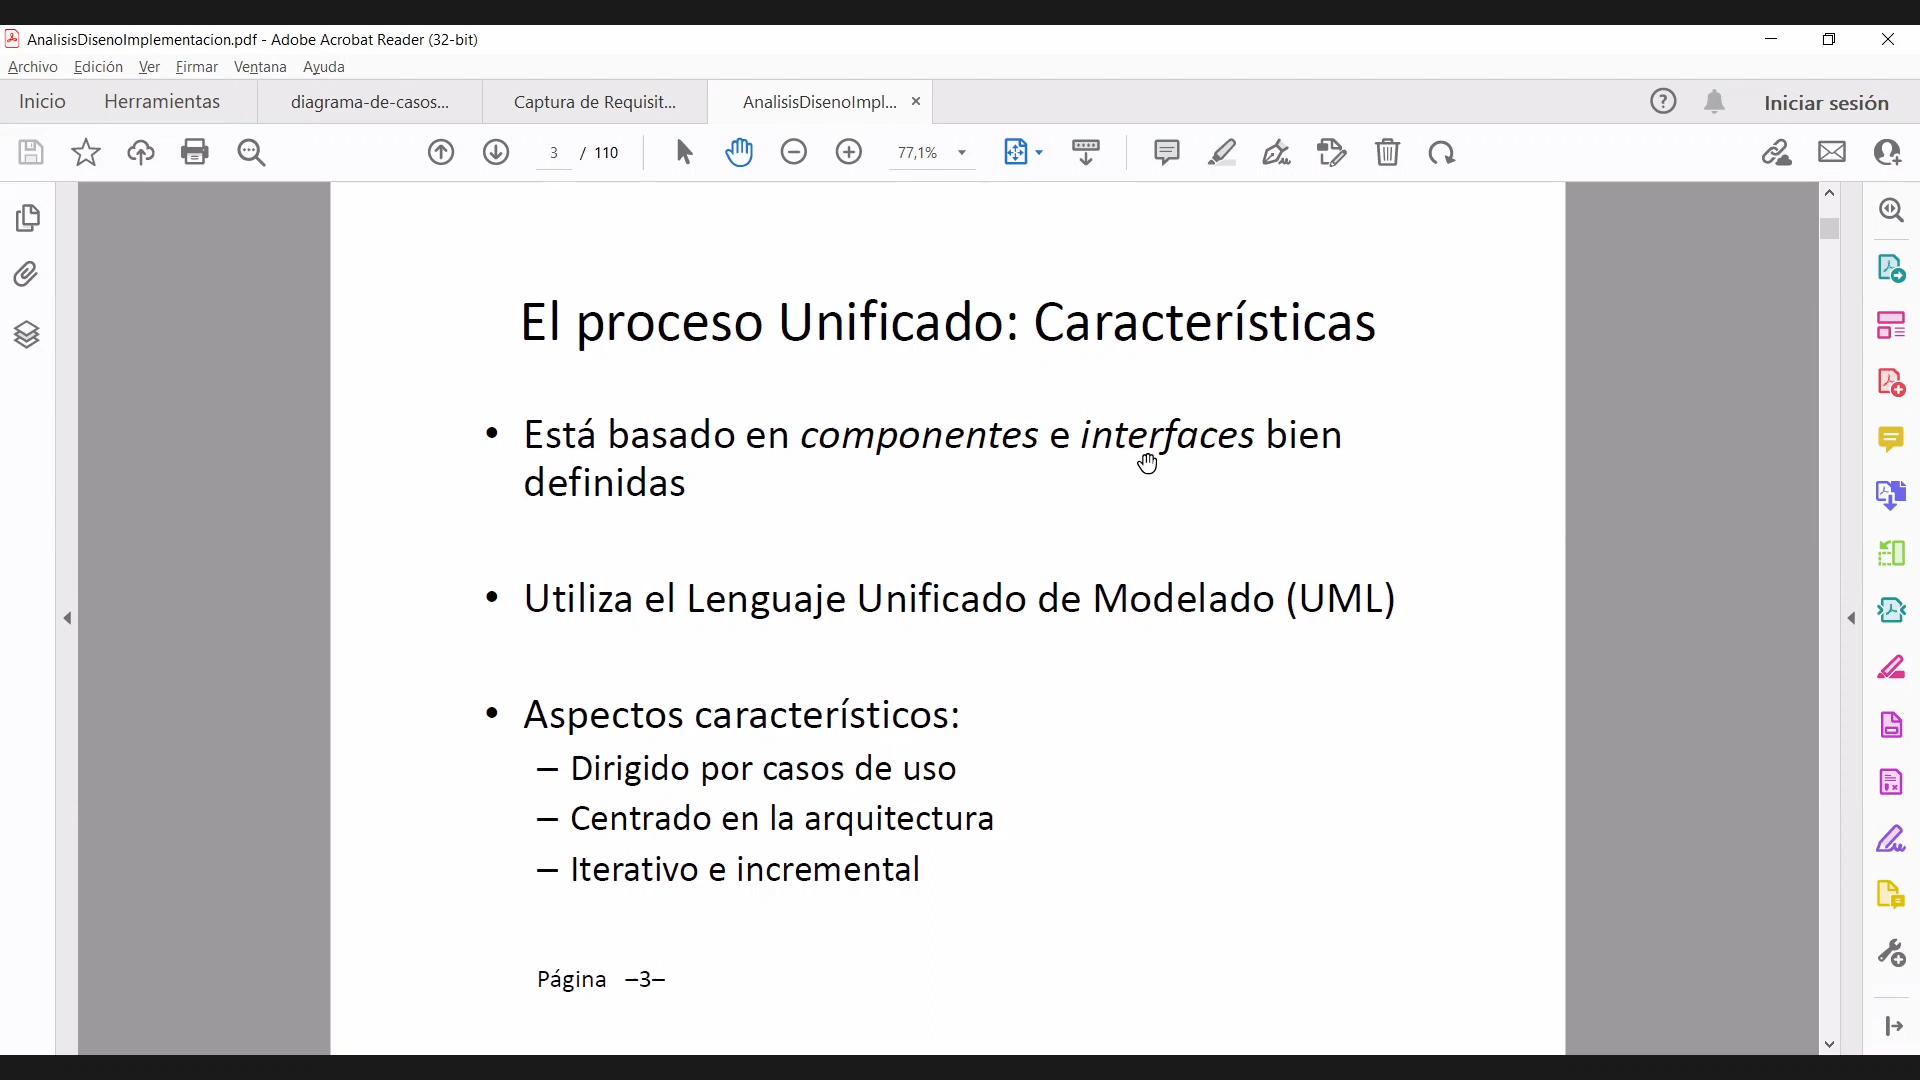 AnalisisDisenoImplementacion.pdf - Adobe Acrobat Reader (32-bit)
Archivo Edición Ver Firmar Ventana Ayuda
Inicio Herramientas diagrama-de-casos... Captura de Requisit... AnalisisDisenoImpl... Iniciar sesión
3 / 110 77,1%
El proceso Unificado: Características
• Está basado en componentes e interfaces bien
definidas
• Utiliza el Lenguaje Unificado de Modelado (UML)
• Aspectos característicos:
– Dirigido por casos de uso
– Centrado en la arquitectura
– Iterativo e incremental
Página –3–